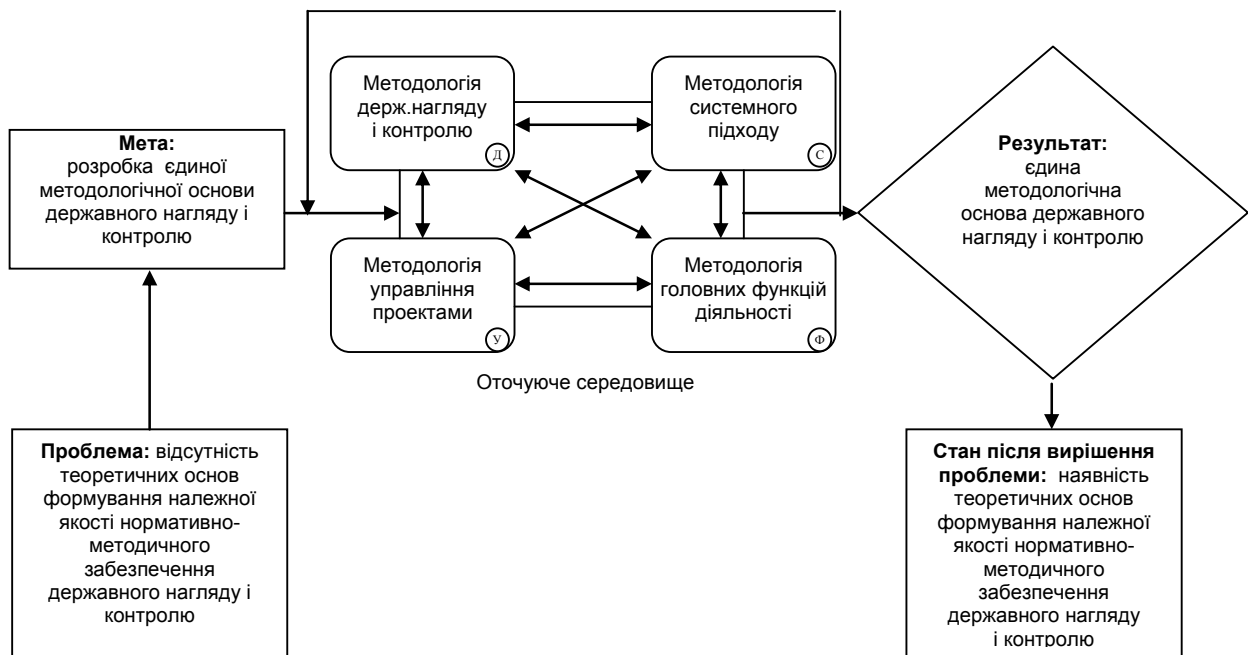 Мета:
розробка єдиної
методологічної основи
державного нагляду і
контролю
Проблема: відсутність
теоретичних основ
формування належної
якості нормативно-
методичного
забезпечення
державного нагляду і
контролю
Методологія
держ.нагляду
і контролю
Д
Методологія
системного
підходу
С
Методологія
управління
проектами
У
Методологія
головних функцій
діяльності
Ф
Оточуюче середовище
Результат:
єдина
методологічна
основа державного
нагляду і контролю
Стан після вирішення
проблеми: наявність
теоретичних основ
формування належної
якості нормативно-
методичного
забезпечення
державного нагляду
і контролю